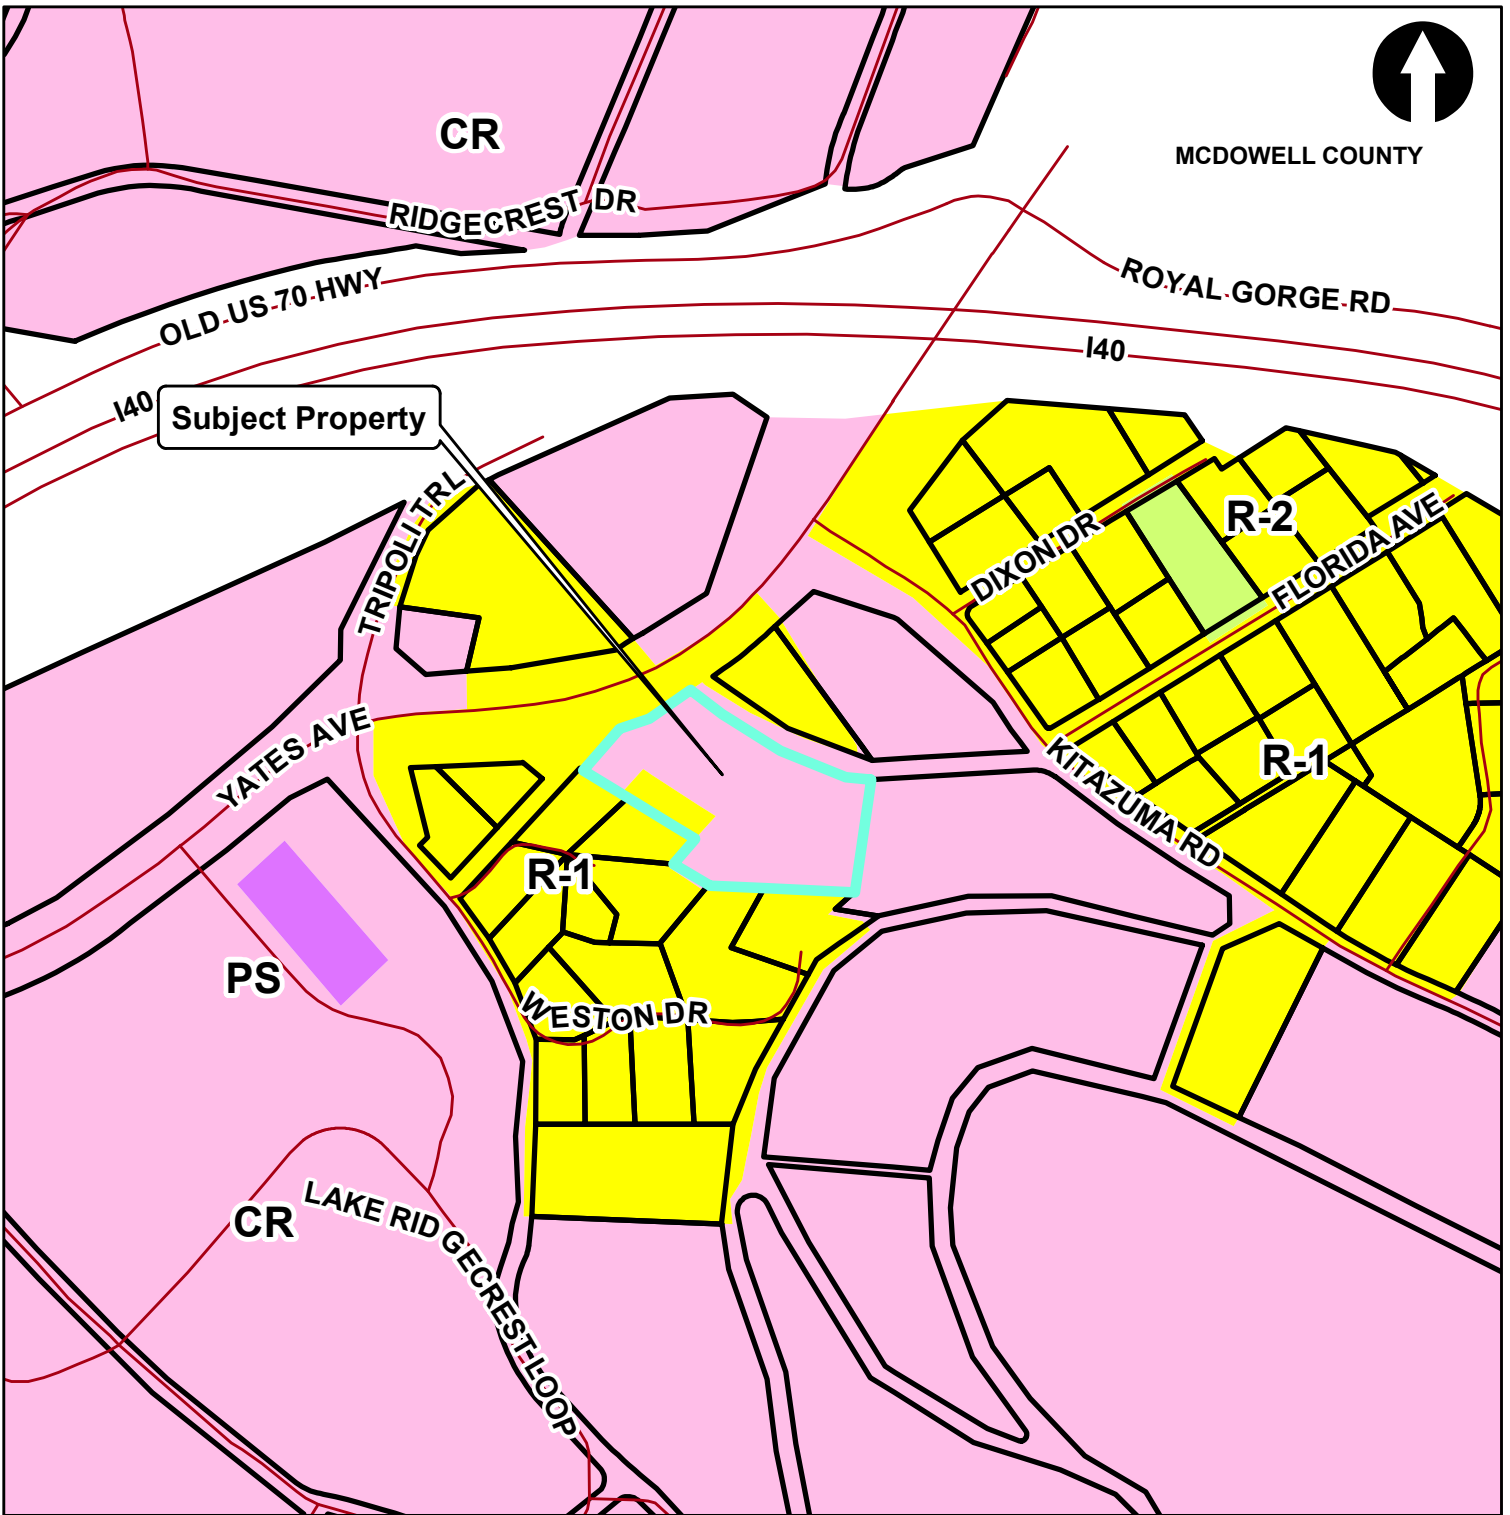 CR
MCDOWELL COUNTY
RIDGECREST DR
OLD US 70 HWY
ROYAL GORGE RD
I40
I40
Subject Property
TRIPOLI TRL
R-2
DIXON DR
FLORIDA AVE
YATES AVE
R-1
KITAZUMA RD
R-1
PS
WESTON DR
CR
LAKE RIDGECREST LOOP